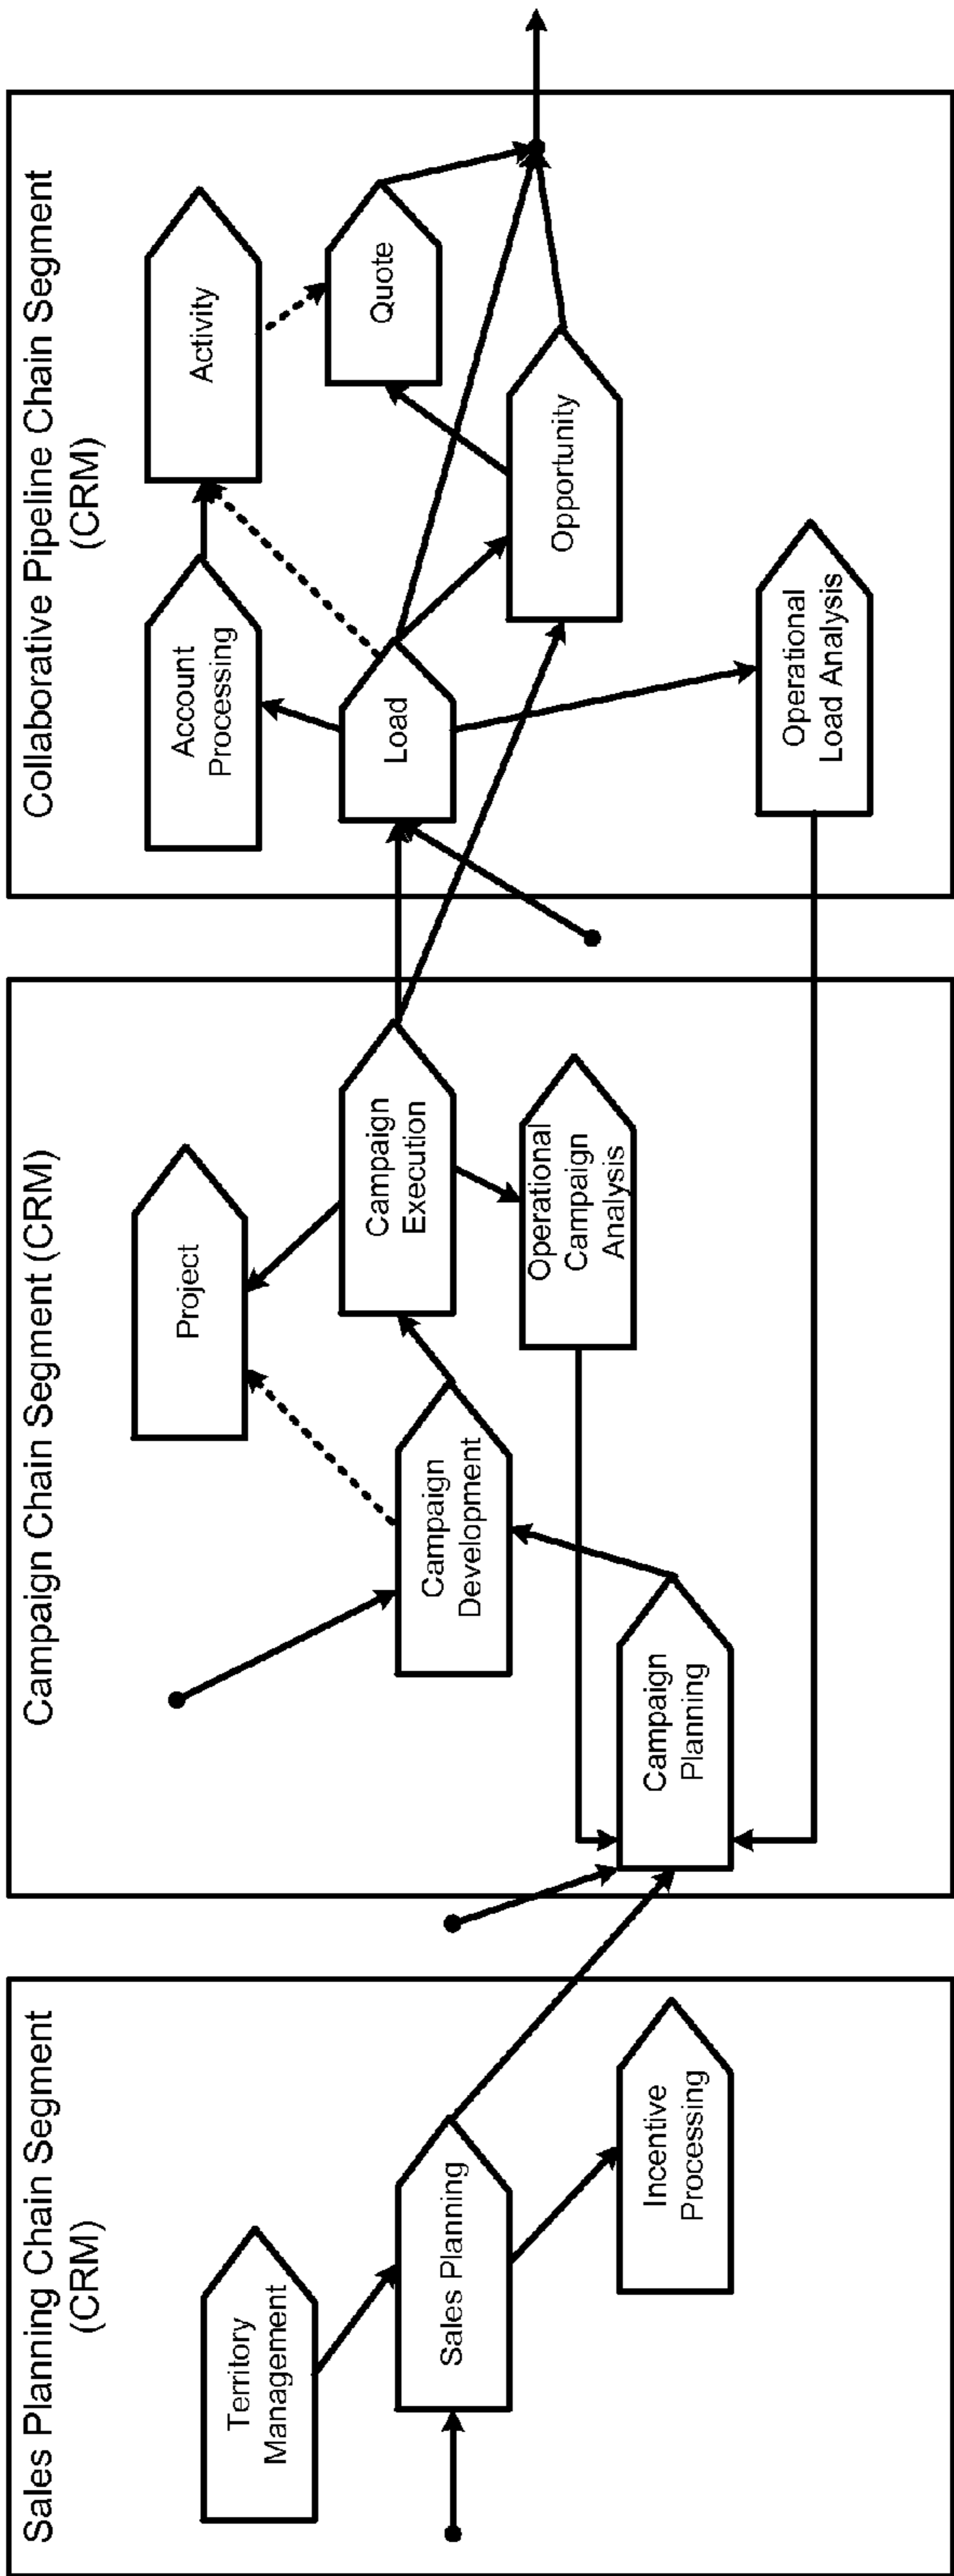 Sales Planning Chain Segment
(CRM)
Territory
Management
Sales Planning
Incentive
Processing
Campaign Chain Segment (CRM)
Project
Campaign
Development
Campaign
Execution
Operational
Campaign
Analysis
Campaign
Planning
Collaborative Pipeline Chain Segment
(CRM)
Account
Processing
Activity
Load
Quote
Opportunity
Operational
Load Analysis